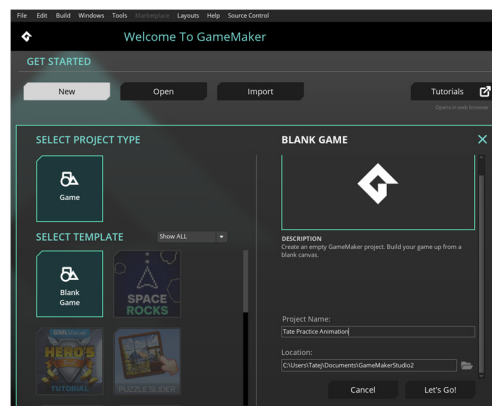 File Edit Build Windows Tools Marketplace Layouts Help Source Control
Welcome To GameMaker
GET STARTED
New Open Import Tutorials
Opens in web browser
SELECT PROJECT TYPE
BLANK GAME
Game
SELECT TEMPLATE
Show ALL
DESCRIPTION
Create an empty GameMaker project. Build your game up from a
blank canvas.
Blank
Game
SPACE
ROCKS
Project Name:
Tate Practice Animation
HERO'S
TUTORIAL
PUZZLE SLIDER
Location:
C:\Users\Tatej\Documents\GameMakerStudio2
Cancel Let's Go!